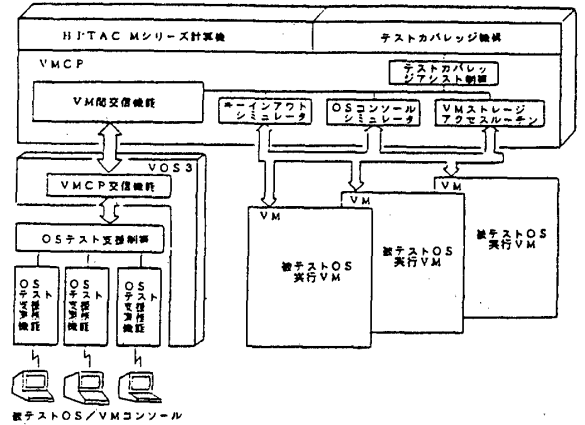 HITAC Mシリーズ計算機
テストカバレッジ機構
VMCP
テストカバレッ
ジアシスト制御
VM間交信機能
キーインアウト
シミュレータ
OSコンソール
シミュレータ
VMストレージ
アクセスルーチン
VOS3
VMCP交信機能
OSテスト支援制御
OSテスト支援機能
OSテスト支援機能
OSテスト支援機能
VM
被テストOS
実行VM
VM
被テストOS
実行VM
VM
被テストOS
実行VM
被テストOS/VMコンソール